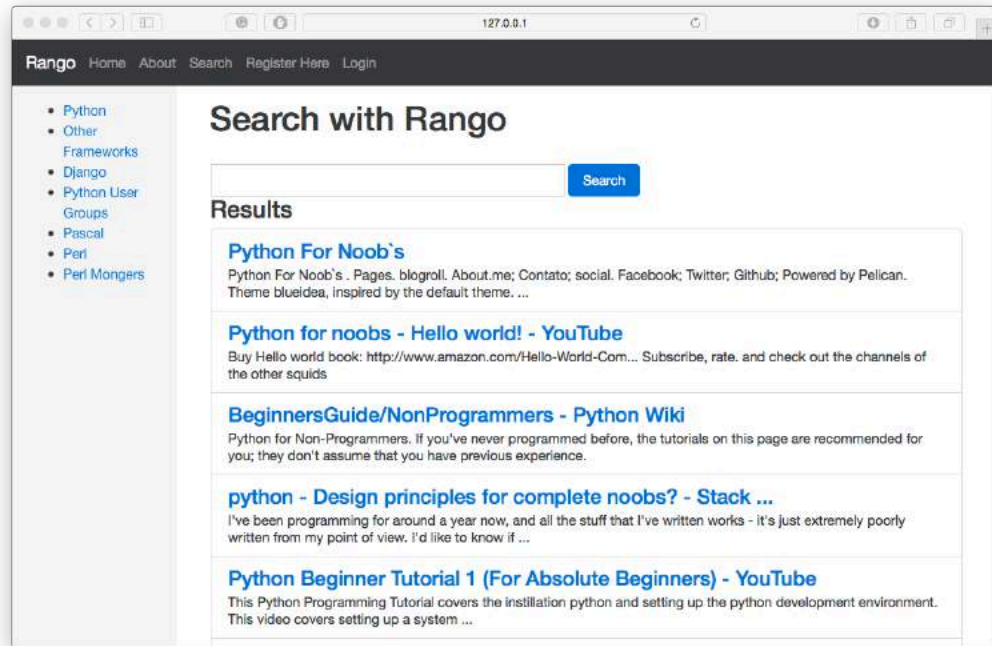 127.0.0.1
Rango Home About Search Register Here Login
• Python
• Other
Frameworks
• Django
• Python User
Groups
• Pascal
• Perl
• Perl Mongers
Search with Rango
Search
Results
Python For Noob`s
Python For Noob`s . Pages. blogroll. About.me; Contato; social. Facebook; Twitter; Github; Powered by Pelican.
Theme blueidea, inspired by the default theme. ...
Python for noobs - Hello world! - YouTube
Buy Hello world book: http://www.amazon.com/Hello-World-Com... Subscribe, rate. and check out the channels of
the other squids
BeginnersGuide/NonProgrammers - Python Wiki
Python for Non-Programmers. If you've never programmed before, the tutorials on this page are recommended for
you; they don't assume that you have previous experience.
python - Design principles for complete noobs? - Stack ...
I've been programming for around a year now, and all the stuff that I've written works - it's just extremely poorly
written from my point of view. I'd like to know if ...
Python Beginner Tutorial 1 (For Absolute Beginners) - YouTube
This Python Programming Tutorial covers the instillation python and setting up the python development environment.
This video covers setting up a system ...